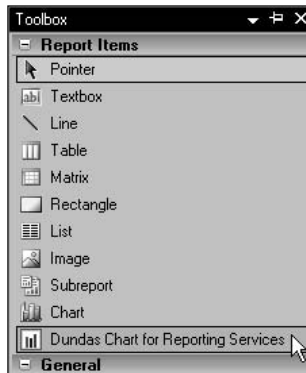 Toolbox
Report Items
Pointer
abl Textbox
Line
Table
Matrix
Rectangle
List
Image
Subreport
Chart
Dundas Chart for Reporting Services
General